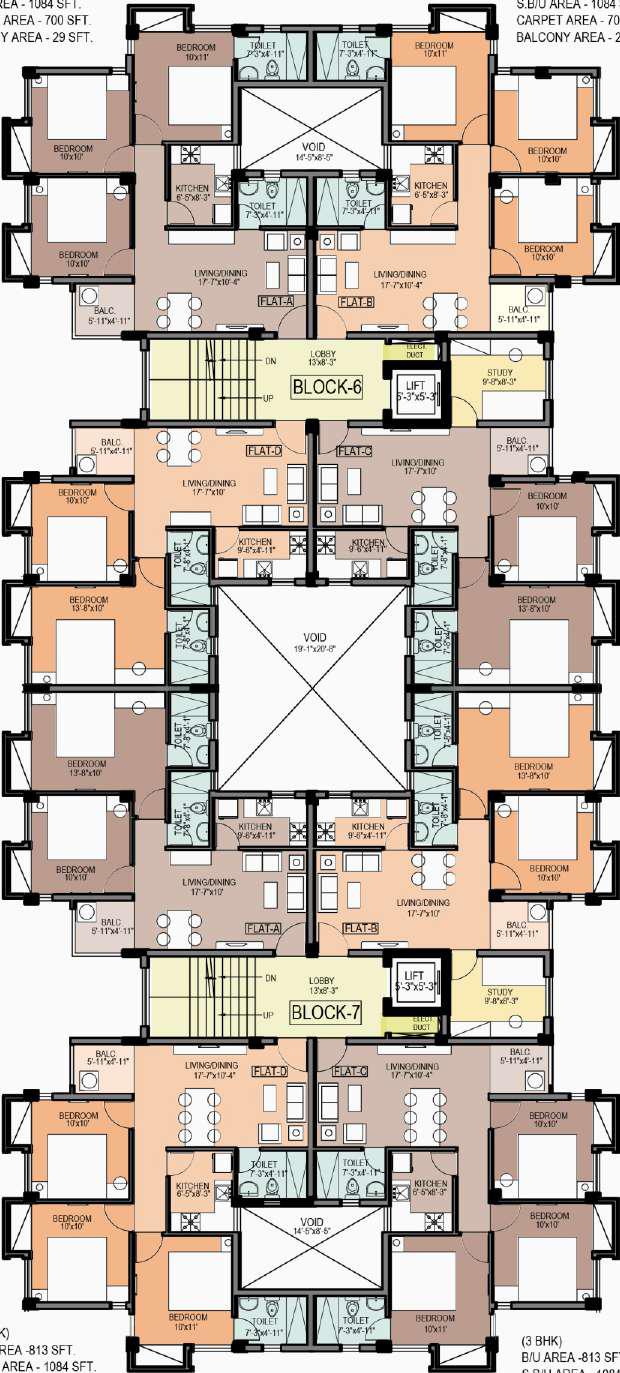 REA - 1084 SFT.
AREA - 700 SFT.
Y AREA - 29 SFT.
S.B/U AREA - 1084
CARPET AREA - 70
BALCONY AREA - 2
BEDROOM
10'x11'
TOILET
7'-3"x4'-11"
TOILET
7'-3"x4'-11"
BEDROOM
10'x11'
BEDROOM
10'x10'
VOID
14'-5"x8'-5"
BEDROOM
10'x10'
KITCHEN
6'-5"x8'-3"
KITCHEN
6'-5"x8'-3"
TOILET
7'-3"x4'-11"
TOILET
7'-3"x4'-11"
BEDROOM
10'x10'
BEDROOM
10'x10'
LIVING/DINING
17'-7"x10'-4"
LIVING/DINING
17'-7"x10'-4"
FLAT-A
FLAT-B
BALC.
5'-11"x4'-11"
BALC.
5'-11"x4'-11"
DN
LOBBY
13'x8'-3"
ELECT.
DUCT
UP
BLOCK-6
LIFT
5'-3"x5'-3"
STUDY
9'-8"x8'-3"
BALC.
5'-11"x4'-11"
FLAT-D
FLAT-C
BALC.
5'-11"x4'-11"
LIVING/DINING
17'-7"x10'
LIVING/DINING
17'-7"x10'
BEDROOM
10'x10'
BEDROOM
10'x10'
KITCHEN
9'-6"x4'-11"
KITCHEN
9'-6"x4'-11"
TOILET
7'-8"x4'-1"
TOILET
7'-8"x4'-1"
BEDROOM
13'-8"x10'
BEDROOM
13'-8"x10'
TOILET
7'-8"x4'-1"
TOILET
7'-8"x4'-1"
VOID
19'-1"x20'-8"
TOILET
7'-8"x4'-1"
TOILET
7'-8"x4'-1"
BEDROOM
13'-8"x10'
BEDROOM
13'-8"x10'
TOILET
7'-8"x4'-1"
TOILET
7'-8"x4'-1"
KITCHEN
9'-6"x4'-11"
KITCHEN
9'-6"x4'-11"
BEDROOM
10'x10'
BEDROOM
10'x10'
LIVING/DINING
17'-7"x10'
LIVING/DINING
17'-7"x10'
BALC.
5'-11"x4'-11"
FLAT-A
FLAT-B
BALC.
5'-11"x4'-11"
DN
LOBBY
13'x8'-3"
LIFT
5'-3"x5'-3"
STUDY
9'-8"x8'-3"
UP
BLOCK-7
ELECT.
DUCT
BALC.
5'-11"x4'-11"
LIVING/DINING
17'-7"x10'-4"
FLAT-D
FLAT-C
LIVING/DINING
17'-7"x10'-4"
BALC.
5'-11"x4'-11"
BEDROOM
10'x10'
BEDROOM
10'x10'
TOILET
7'-3"x4'-11"
TOILET
7'-3"x4'-11"
KITCHEN
6'-5"x8'-3"
KITCHEN
6'-5"x8'-3"
BEDROOM
10'x10'
VOID
14'-5"x8'-5"
BEDROOM
10'x10'
BEDROOM
10'x11'
TOILET
7'-3"x4'-11"
TOILET
7'-3"x4'-11"
BEDROOM
10'x11'
K)
REA -813 SFT.
AREA - 1084 SFT.
(3 BHK)
B/U AREA -813 SF
S.B/U AREA - 1084